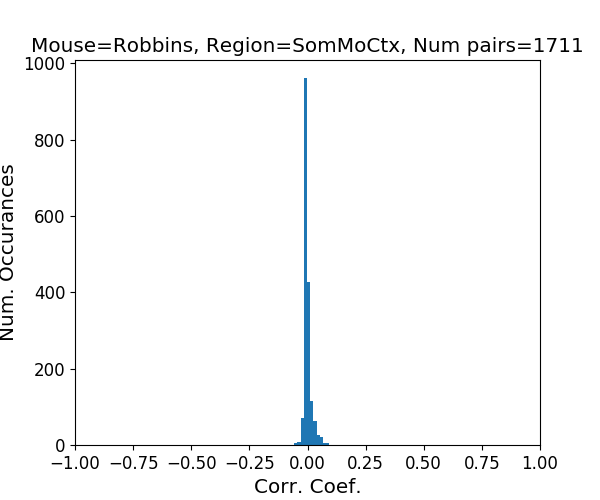 Mouse=Robbins, Region=SomMoCtx, Num pairs=1711
1000
800
600
400
200
0
Num. Occurances
−1.00 −0.75 −0.50 −0.25 0.00 0.25 0.50 0.75 1.00
Corr. Coef.